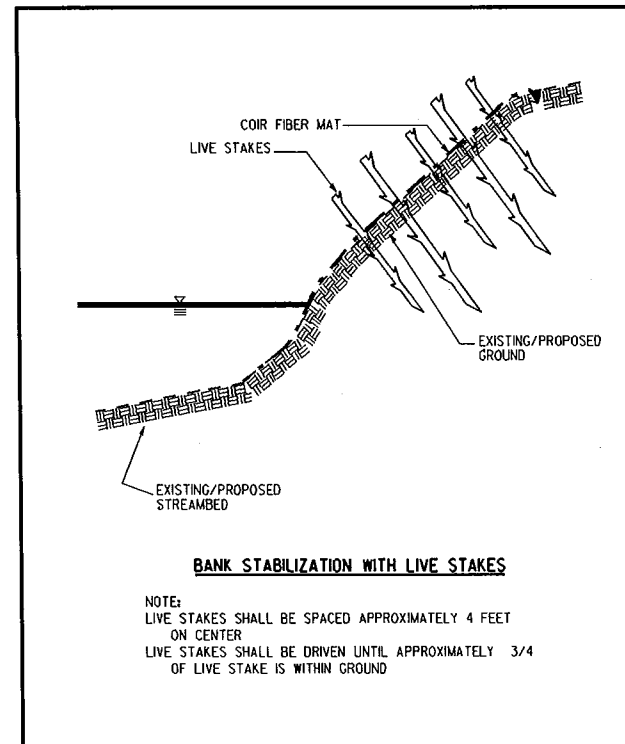 COIR FIBER MAT
LIVE STAKES
EXISTING/PROPOSED
GROUND
EXISTING/PROPOSED
STREAMBED
BANK STABILIZATION WITH LIVE STAKES
NOTE:
LIVE STAKES SHALL BE SPACED APPROXIMATELY 4 FEET
ON CENTER
LIVE STAKES SHALL BE DRIVEN UNTIL APPROXIMATELY 3/4
OF LIVE STAKE IS WITHIN GROUND